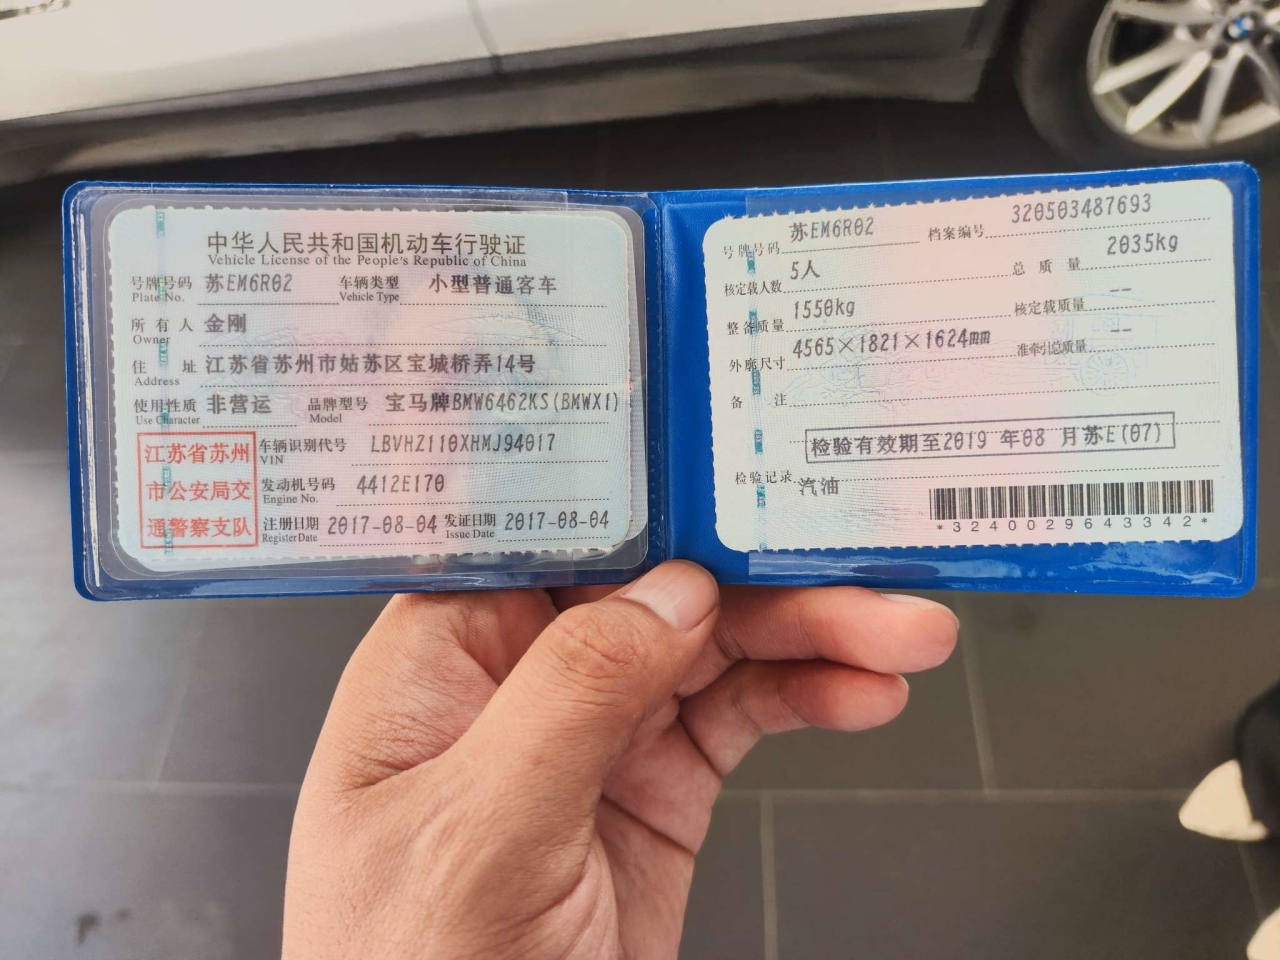 中华人民共和国机动车行驶证
Vehicle License of the People's Republic of China
号牌号码 苏EM6R02 车辆类型 小型普通客车
Plate No. Vehicle Type
所有人 金刚
Owner
住址 江苏省苏州市姑苏区宝城桥弄14号
Address
使用性质 非营运 品牌型号 宝马牌BMW6462KS(BMWX1)
Use Character Model
江苏省苏州
市公安局交
通警察支队
车辆识别代号 LBVHZ110XHMJ94017
VIN
发动机号码 4412E170
Engine No.
注册日期 2017-08-04 发证日期 2017-08-04
Register Date Issue Date
号牌号码 苏EM6R02 档案编号 320503487693
核定载人数 5人 总质量 2035kg
整备质量 1550kg 核定载质量 --
外廓尺寸 4565×1821×1624mm 准牵引总质量 --
备注
检验有效期至2019 年08 月苏E(07)
检验记录
汽油
*3240029643342*